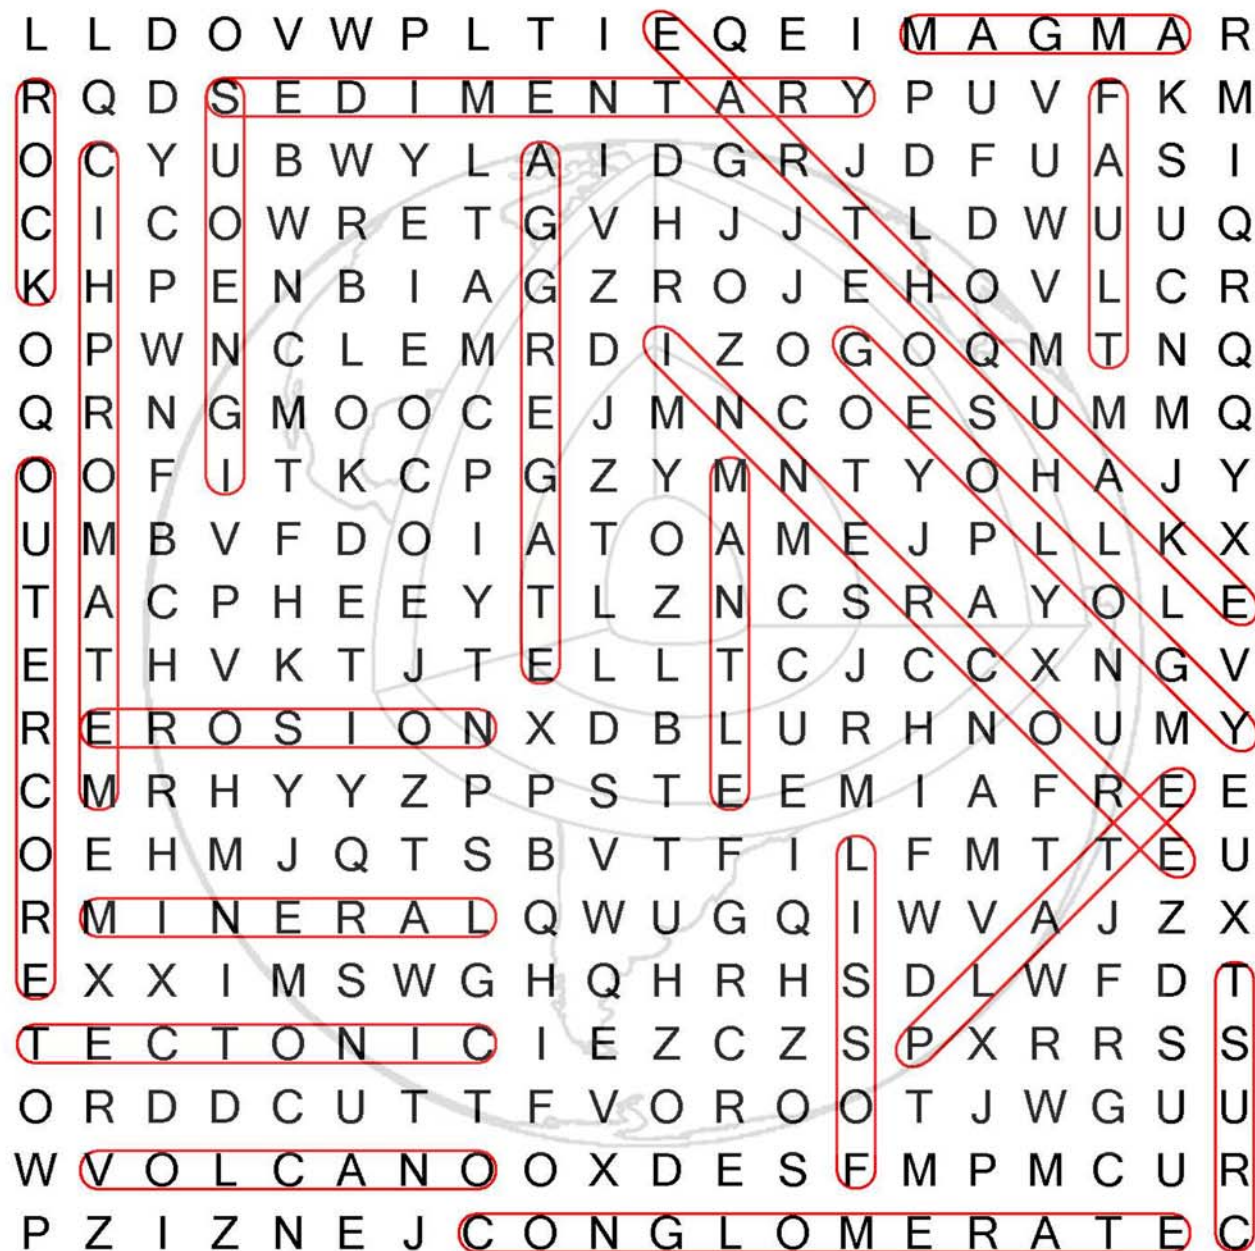 L L D O V W P L T I E Q E I M A G M A R
R Q D S E D I M E N T A R Y P U V F K M
O C Y U B W Y L A I D G R J D F U A S I
C I C O W R E T G V H J J T L D W U U Q
K H P E N B I A G Z R O J E H O V L C R
O P W N C L E M R D I Z O G O Q M T N Q
Q R N G M O O C E J M N C O E S U M M Q
O O F I T K C P G Z Y M N T Y O H A J Y
U M B V F D O I A T O A M E J P L L K X
T A C P H E E Y T L Z N C S R A Y O L E
E T H V K T J T E L L T C J C C X N G V
R E R O S I O N X D B L U R H N O U M Y
C M R H Y Y Z P P S T E E M I A F R E E
O E H M J Q T S B V T F I L F M T T E U
R M I N E R A L Q W U G Q I W V A J Z X
E X X I M S W G H Q H R H S D L W F D T
T E C T O N I C I E Z C Z S P X R R S S
O R D D C U T T F V O R O O T J W G U U
W V O L C A N O O X D E S F M P M C U R
P Z I Z N E J C O N G L O M E R A T E C